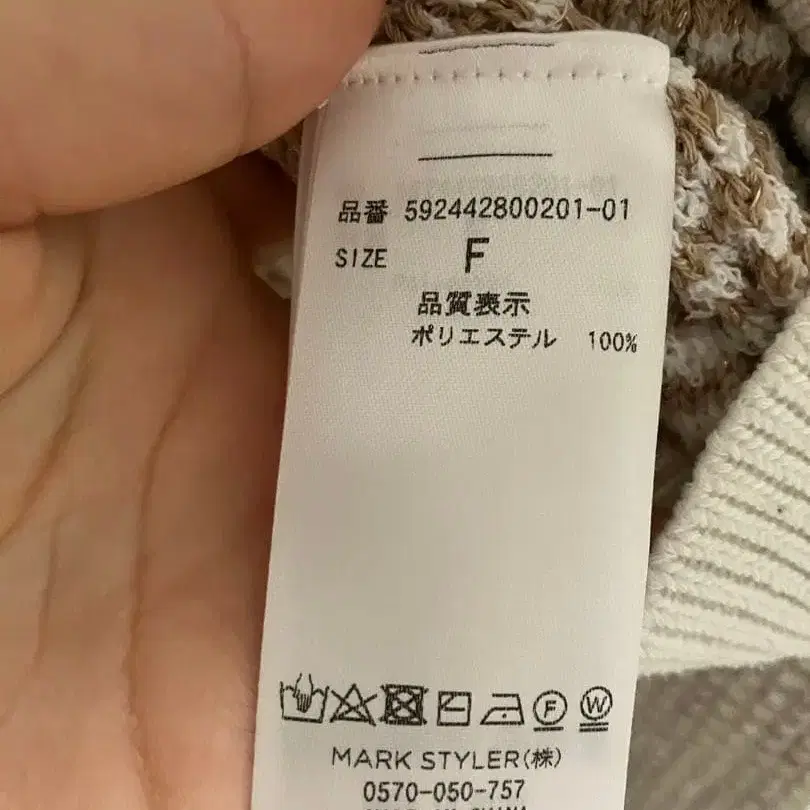 品番 592442800201-01
SIZE F
品質表示
ポリエステル 100%
F W
MARK STYLER(株)
0570-050-757